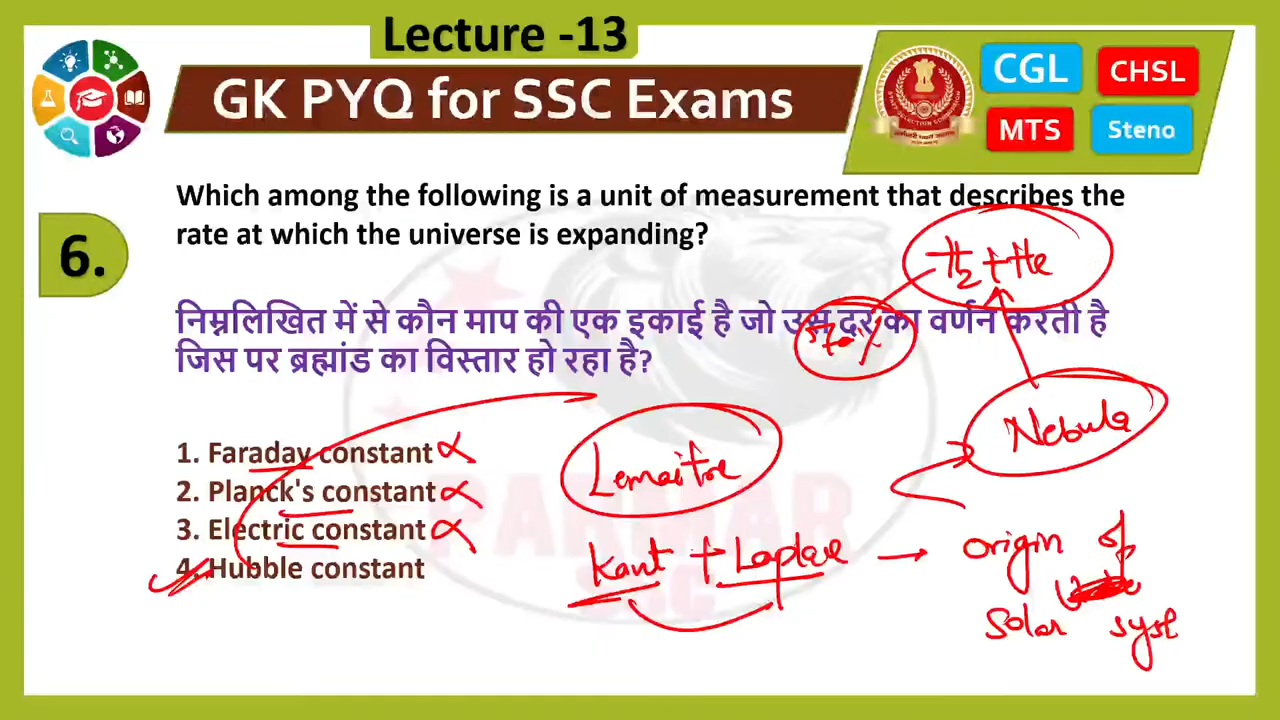 Lecture -13
GK PYQ for SSC Exams
CGL
CHSL
MTS
Steno
6.
Which among the following is a unit of measurement that describes the
rate at which the universe is expanding?
निम्नलिखित में से कौन माप की एक इकाई है जो उस दर का वर्णन करती है
जिस पर ब्रह्मांड का विस्तार हो रहा है?
1. Faraday constant
2. Planck's constant
3. Electric constant
4. Hubble constant
H2 + He
Nebula
Lemaitre
Kant + Laplace → origin of
Solar syst
PARMAR
SSC